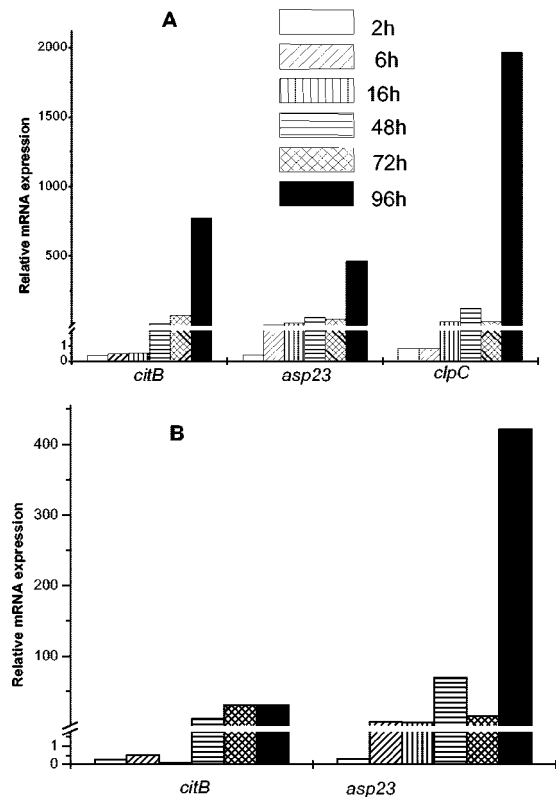 A
2h
6h
16h
48h
72h
96h
Relative mRNA expression
2000
1500
1000
500
1
0
citB asp23 clpC
B
Relative mRNA expression
400
300
200
100
1
0
citB asp23